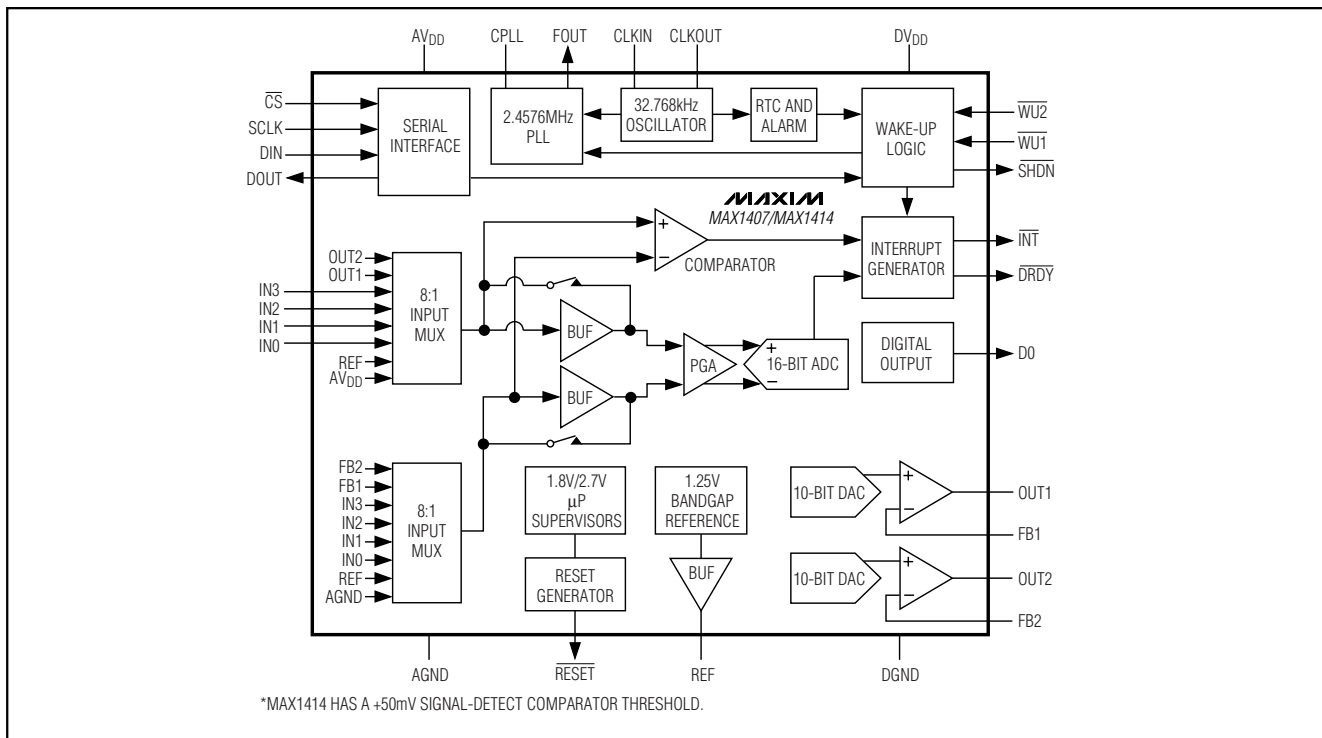 AVDD
CPLL
FOUT
CLKIN
CLKOUT
DVDD
CS
SCLK
DIN
DOUT
SERIAL
INTERFACE
2.4576MHz
PLL
32.768kHz
OSCILLATOR
RTC AND
ALARM
WAKE-UP
LOGIC
WU2
WU1
SHDN
MAXIM
MAX1407/MAX1414
+
−
COMPARATOR
INTERRUPT
GENERATOR
INT
DRDY
OUT2
OUT1
IN3
IN2
IN1
IN0
REF
AVDD
8:1
INPUT
MUX
BUF
BUF
PGA
+
16-BIT ADC
−
DIGITAL
OUTPUT
D0
FB2
FB1
IN3
IN2
IN1
IN0
REF
AGND
8:1
INPUT
MUX
1.8V/2.7V
μP
SUPERVISORS
RESET
GENERATOR
1.25V
BANDGAP
REFERENCE
BUF
10-BIT DAC
+
−
OUT1
FB1
10-BIT DAC
+
−
OUT2
FB2
AGND
RESET
REF
DGND
*MAX1414 HAS A +50mV SIGNAL-DETECT COMPARATOR THRESHOLD.